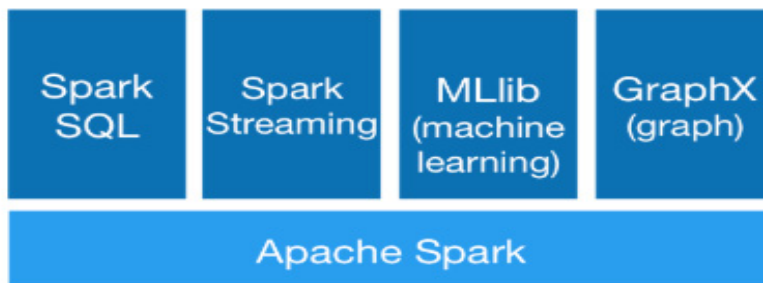 Spark
SQL
Spark
Streaming
MLlib
(machine
learning)
GraphX
(graph)
Apache Spark